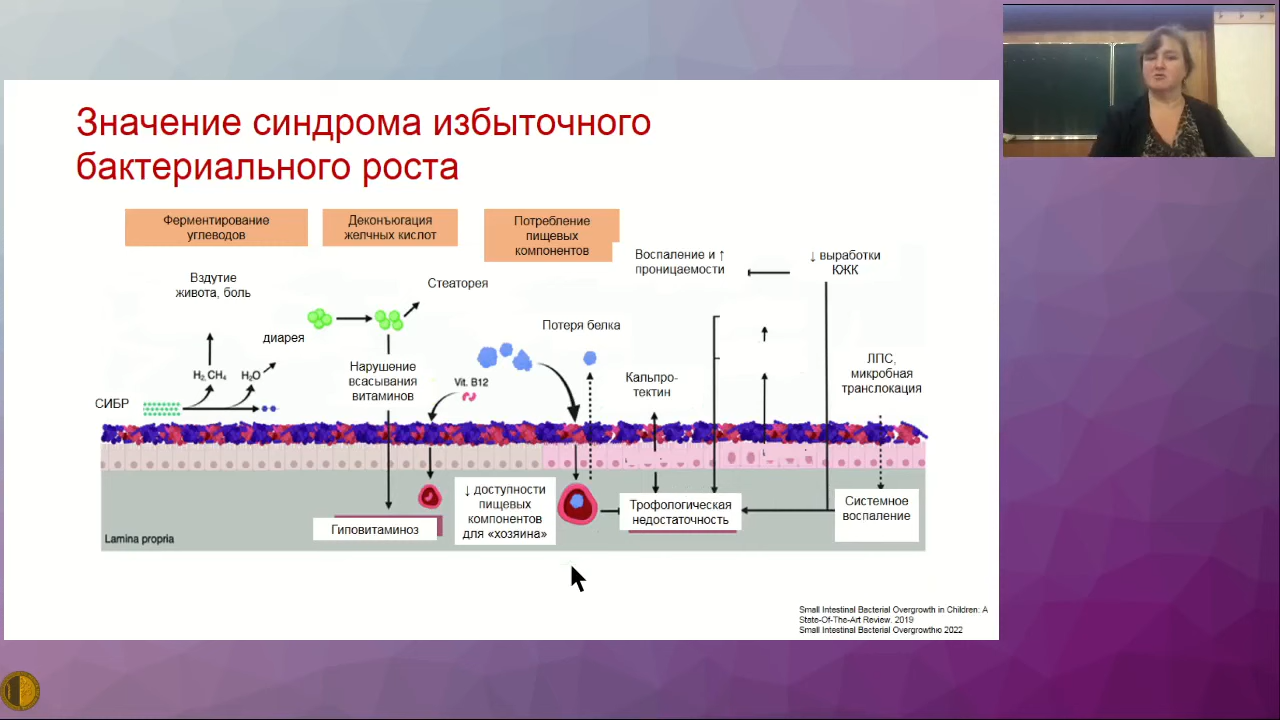 Значение синдрома избыточного
бактериального роста
Ферментирование
углеводов
Деконъюгация
желчных кислот
Потребление
пищевых
компонентов
Воспаление и ↑
проницаемости
↓ выработки
КЖК
Вздутие
живота, боль
Стеаторея
диарея
Потеря белка
H₂, CH₄
H₂O
Нарушение
всасывания
витаминов
Vit. B12
Кальпро-
тектин
ЛПС,
микробная
транслокация
СИБР
↓ доступности
пищевых
компонентов
для «хозяина»
Трофологическая
недостаточность
Системное
воспаление
Гиповитаминоз
Lamina propria
Small Intestinal Bacterial Overgrowth in Children: A
State-Of-The-Art Review. 2019
Small Intestinal Bacterial Overgrowthю 2022